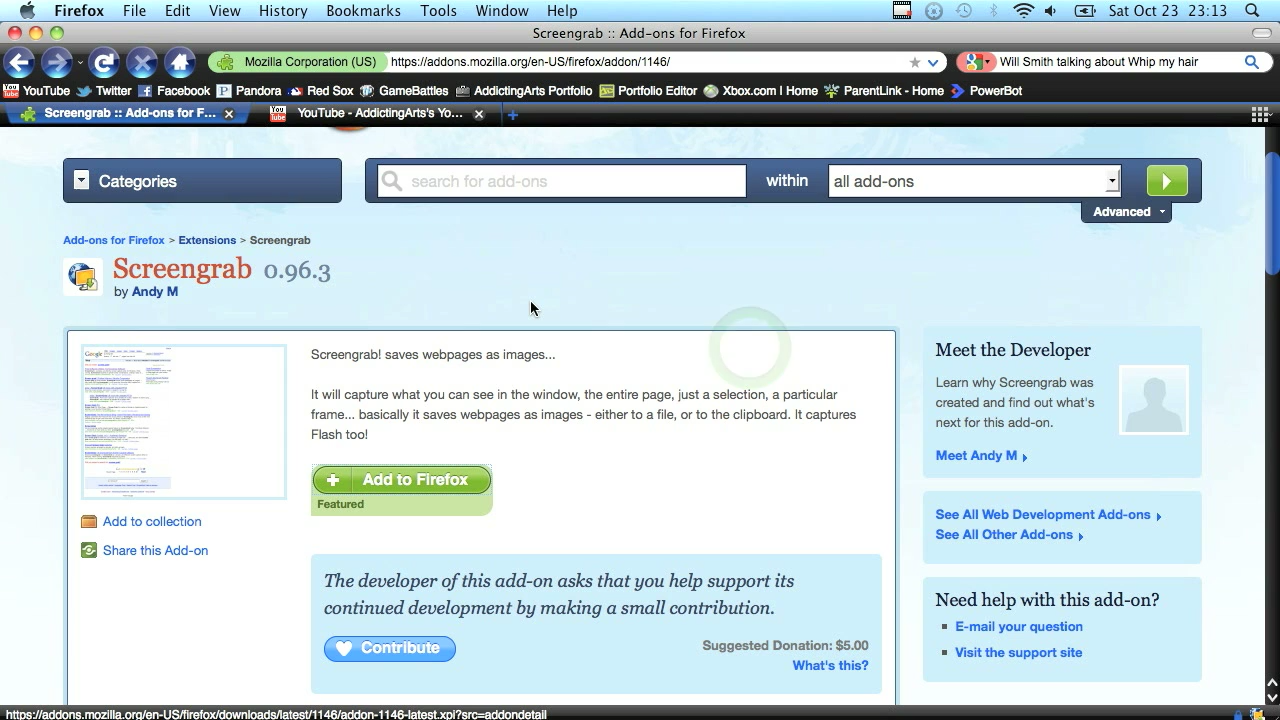 Firefox File Edit View History Bookmarks Tools Window Help Sat Oct 23 23:13
Screengrab :: Add-ons for Firefox
Mozilla Corporation (US) https://addons.mozilla.org/en-US/firefox/addon/1146/ Will Smith talking about Whip my hair
YouTube Twitter Facebook Pandora Red Sox GameBattles AddictingArts Portfolio Portfolio Editor Xbox.com | Home ParentLink - Home PowerBot
Screengrab :: Add-ons for F... YouTube - AddictingArts's Yo...
Categories search for add-ons within all add-ons
Advanced
Add-ons for Firefox > Extensions > Screengrab
Screengrab 0.96.3
by Andy M
Screengrab! saves webpages as images...
It will capture what you can see in the window, the entire page, just a selection, a particular
frame... basically it saves webpages as images - either to a file, or to the clipboard. It captures
Flash too!
Add to Firefox
Featured
Add to collection
Share this Add-on
The developer of this add-on asks that you help support its
continued development by making a small contribution.
Contribute
Suggested Donation: $5.00
What's this?
Meet the Developer
Learn why Screengrab was
created and find out what's
next for this add-on.
Meet Andy M
See All Web Development Add-ons
See All Other Add-ons
Need help with this add-on?
E-mail your question
Visit the support site
https://addons.mozilla.org/en-US/firefox/downloads/latest/1146/addon-1146-latest.xpi?src=addondetail